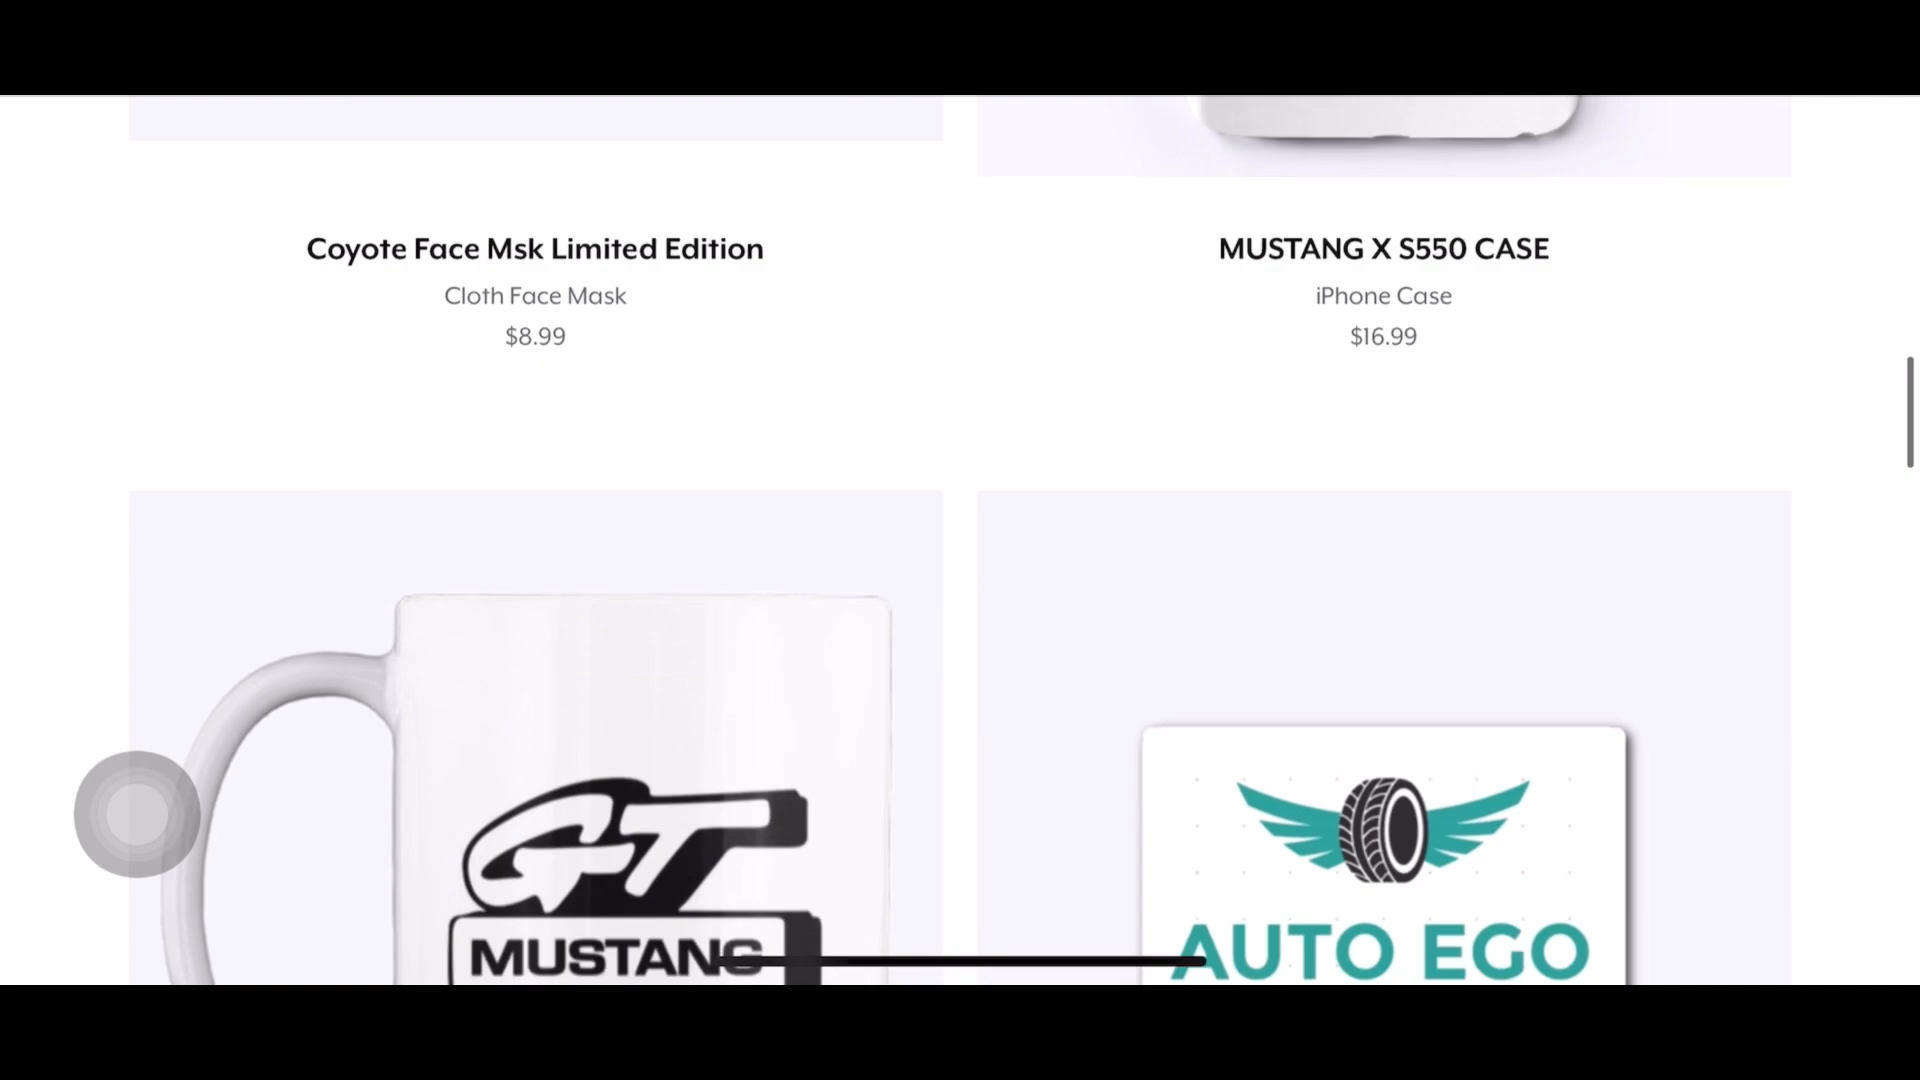 Coyote Face Msk Limited Edition
Cloth Face Mask
$8.99
MUSTANG X S550 CASE
iPhone Case
$16.99
GT
MUSTANG
AUTO EGO